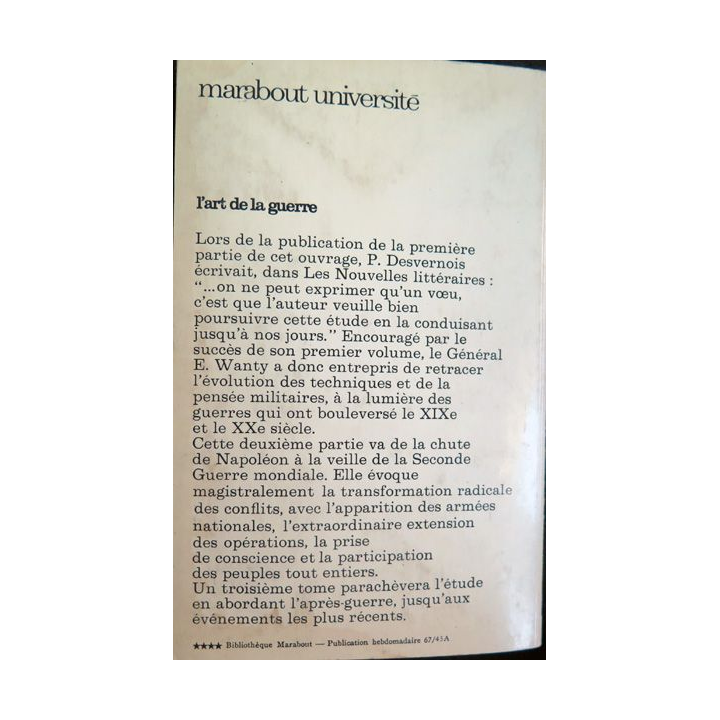 marabout université
l'art de la guerre
Lors de la publication de la première
partie de cet ouvrage, P. Desvernois
écrivait, dans Les Nouvelles littéraires :
"...on ne peut exprimer qu'un vœu,
c'est que l'auteur veuille bien
poursuivre cette étude en la conduisant
jusqu'à nos jours." Encouragé par le
succès de son premier volume, le Général
E. Wanty a donc entrepris de retracer
l'évolution des techniques et de la
pensée militaires, à la lumière des
guerres qui ont bouleversé le XIXe
et le XXe siècle.
Cette deuxième partie va de la chute
de Napoléon à la veille de la Seconde
Guerre mondiale. Elle évoque
magistralement la transformation radicale
des conflits, avec l'apparition des armées
nationales, l'extraordinaire extension
des opérations, la prise
de conscience et la participation
des peuples tout entiers.
Un troisième tome parachèvera l'étude
en abordant l'après-guerre, jusqu'aux
événements les plus récents.
★★★★ Bibliothèque Marabout — Publication hebdomadaire 67/43A